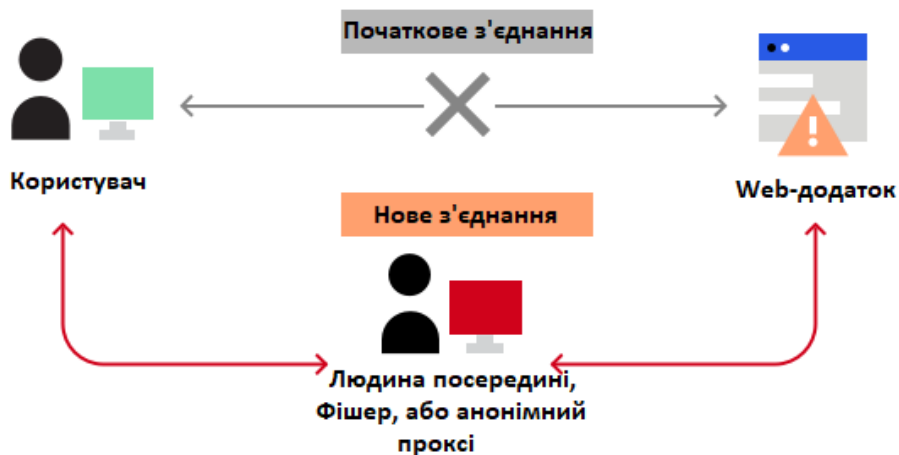 Початкове з'єднання
Користувач
Web-додаток
Нове з'єднання
Людина посередині,
Фішер, або анонімний
проксі